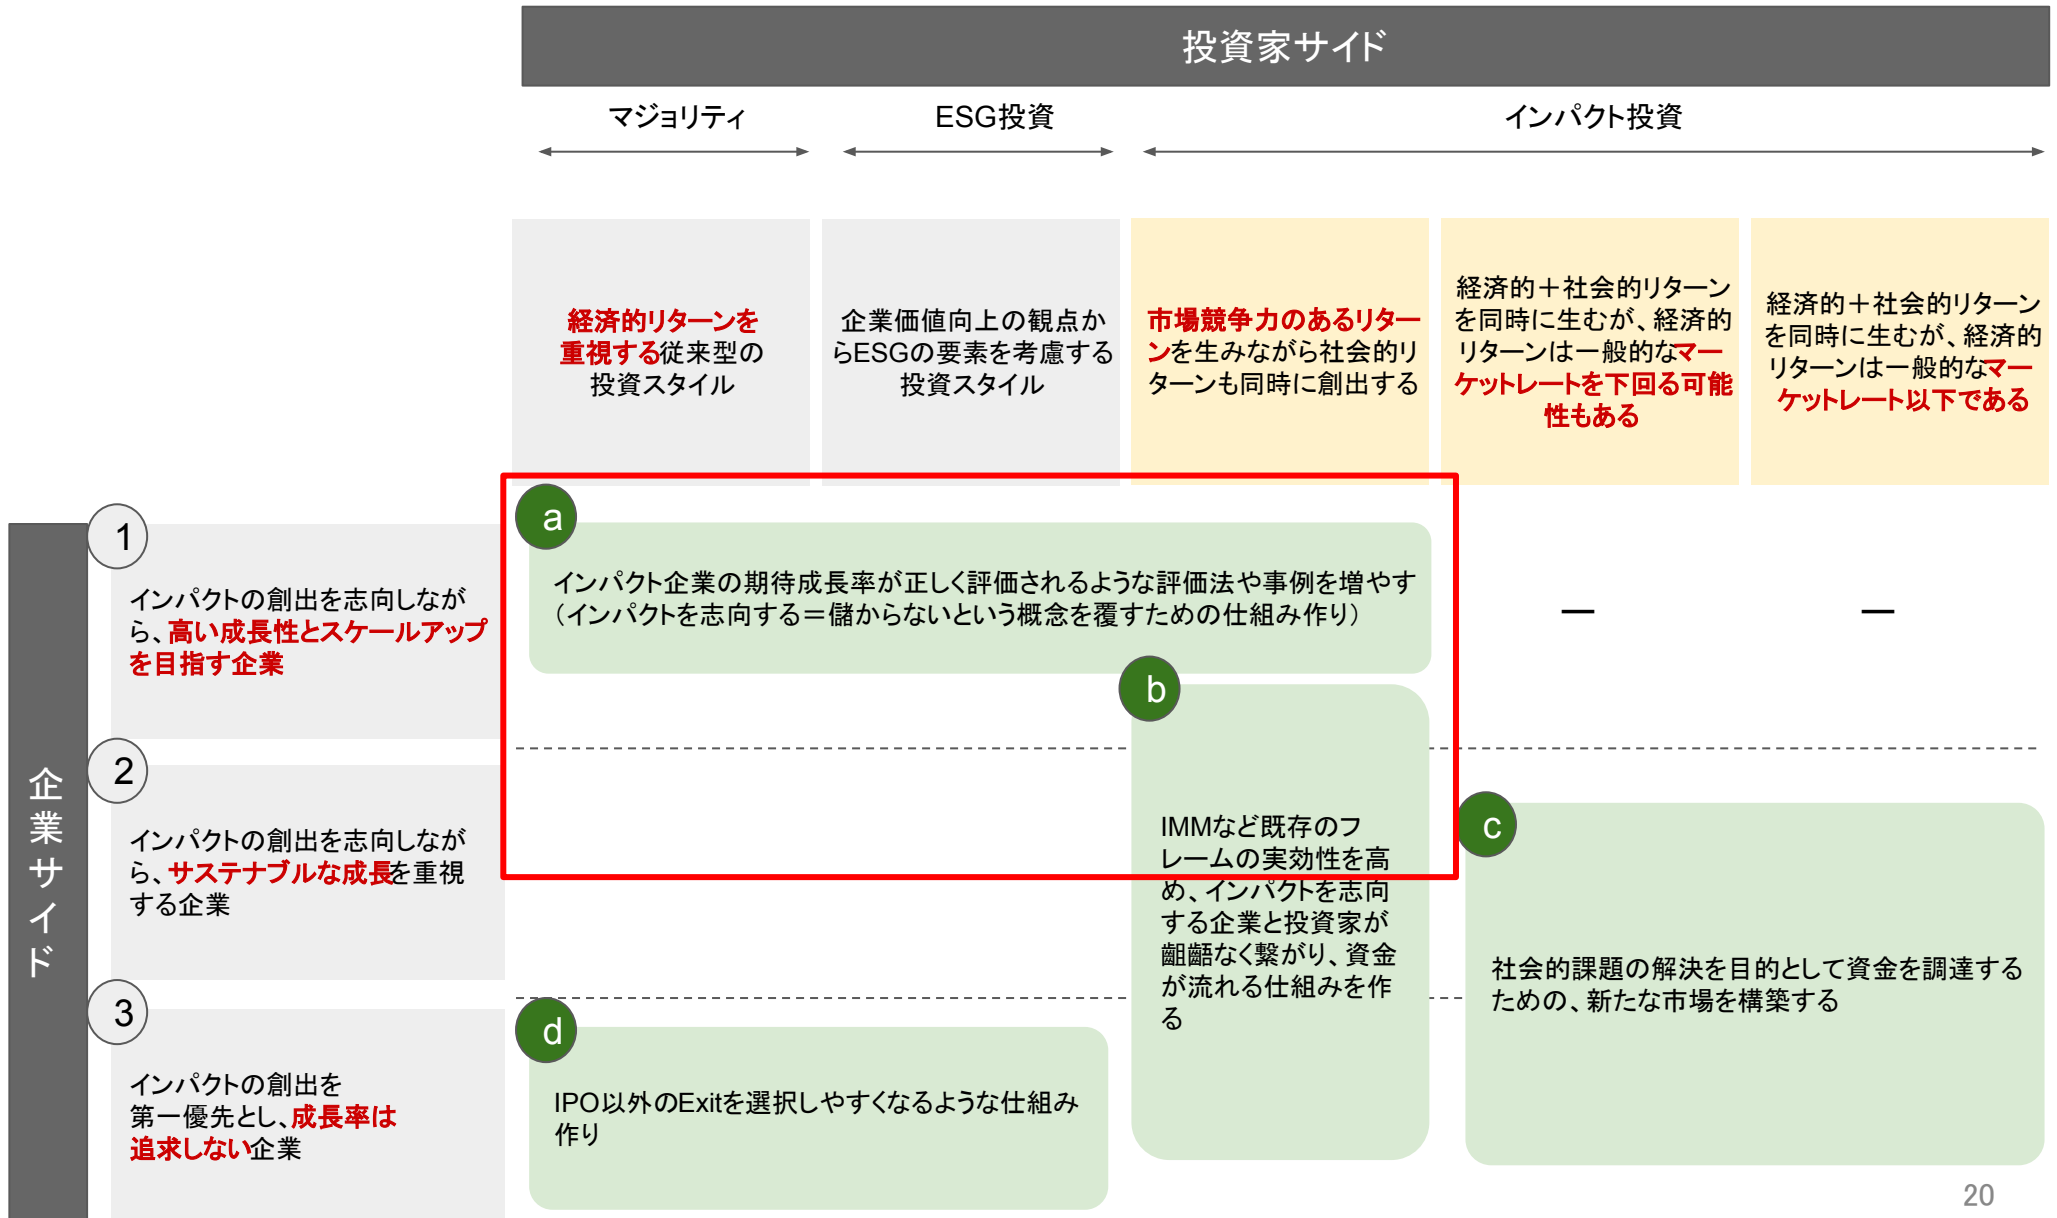 投資家サイド
マジョリティ
ESG投資
インパクト投資
経済的リターンを
重視する従来型の
投資スタイル
企業価値向上の観点か
らESGの要素を考慮する
投資スタイル
市場競争力のあるリター
ンを生みながら社会的リ
ターンも同時に創出する
経済的＋社会的リターン
を同時に生むが、経済的
リターンは一般的なマー
ケットレートを下回る可能
性もある
経済的＋社会的リターン
を同時に生むが、経済的
リターンは一般的なマー
ケットレート以下である
企業サイド
1
インパクトの創出を志向しなが
ら、高い成長性とスケールアップ
を目指す企業
a
インパクト企業の期待成長率が正しく評価されるような評価法や事例を増やす
（インパクトを志向する＝儲からないという概念を覆すための仕組み作り）
ー
ー
2
インパクトの創出を志向しなが
ら、サステナブルな成長を重視
する企業
b
IMMなど既存のフ
レームの実効性を高
め、インパクトを志向
する企業と投資家が
齟齬なく繋がり、資金
が流れる仕組みを作
る
c
社会的課題の解決を目的として資金を調達する
ための、新たな市場を構築する
3
インパクトの創出を
第一優先とし、成長率は
追求しない企業
d
IPO以外のExitを選択しやすくなるような仕組み
作り
20